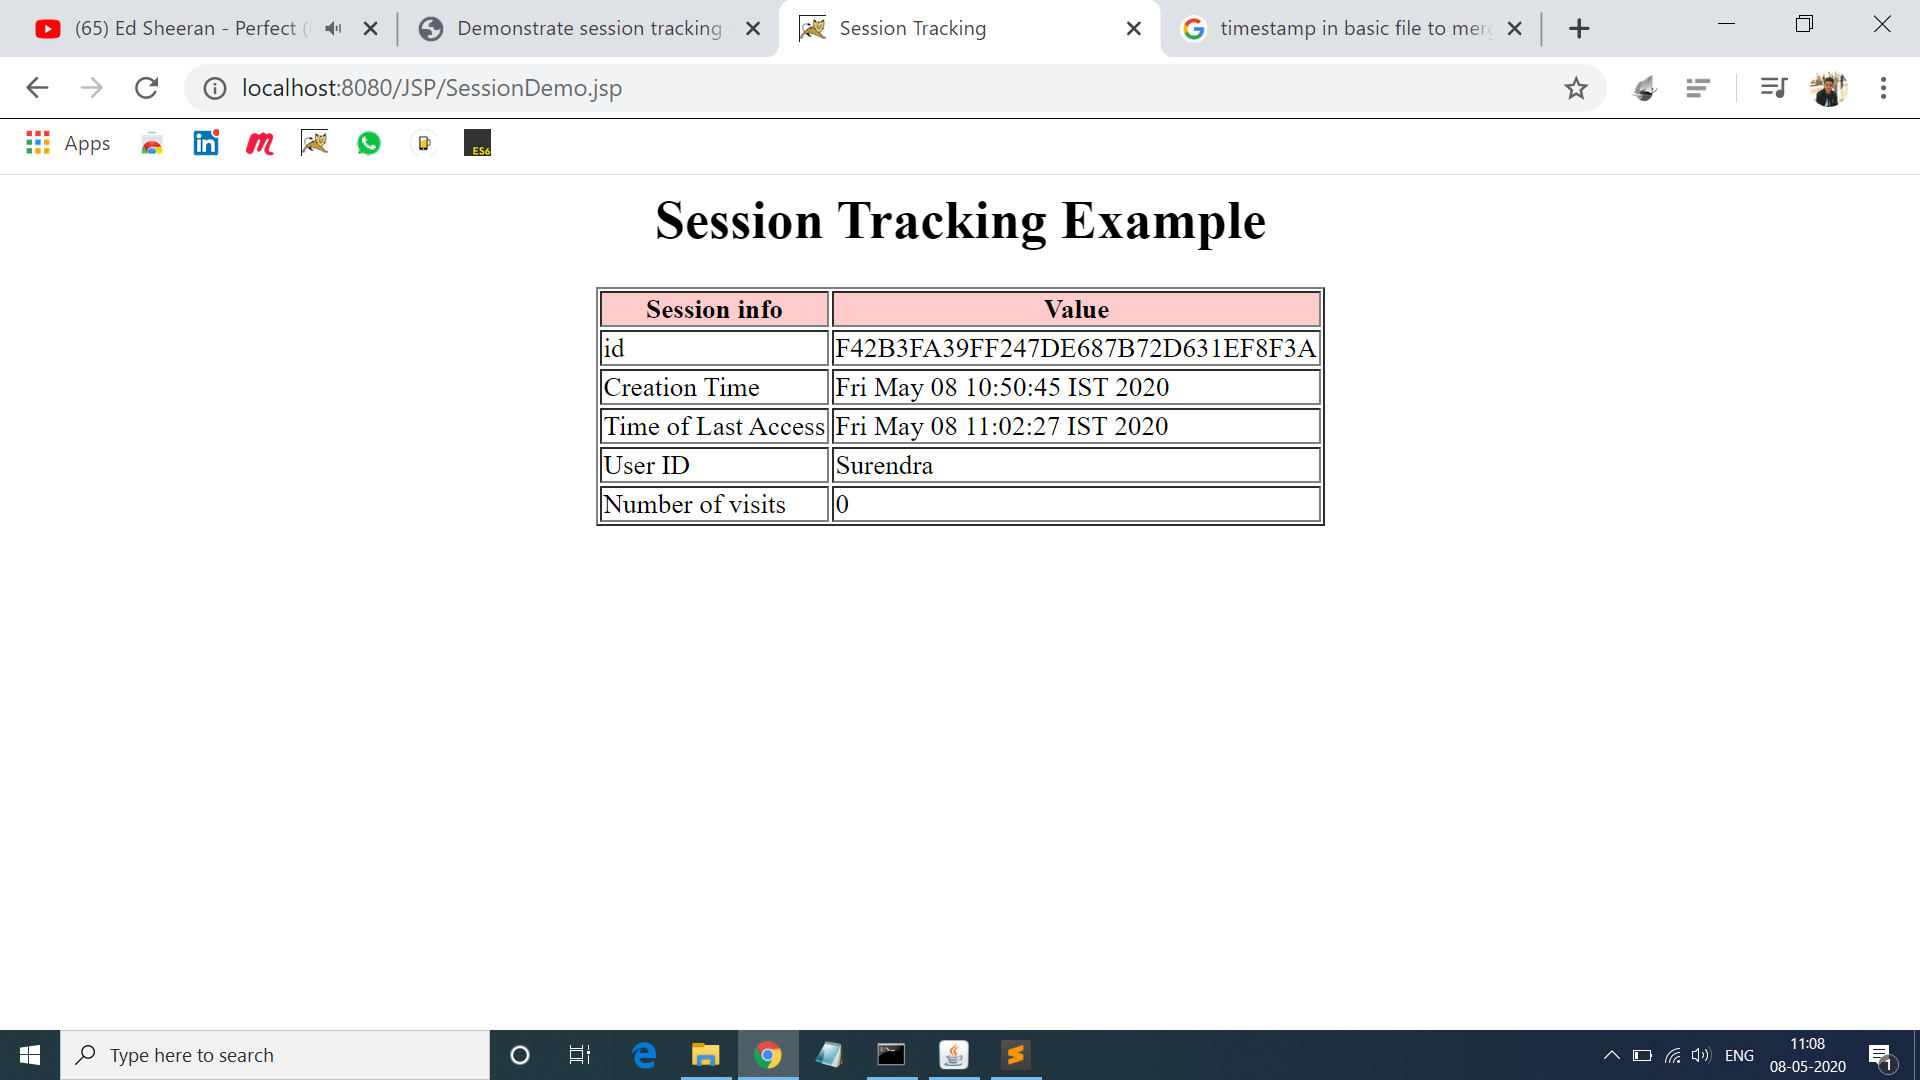 (65) Ed Sheeran - Perfect (
Demonstrate session tracking
Session Tracking
timestamp in basic file to mer
localhost:8080/JSP/SessionDemo.jsp
Apps
in
m
ES6
Session Tracking Example
Session info Value
id F42B3FA39FF247DE687B72D631EF8F3A
Creation Time Fri May 08 10:50:45 IST 2020
Time of Last Access Fri May 08 11:02:27 IST 2020
User ID Surendra
Number of visits 0
Type here to search
ENG
11:08
08-05-2020
1